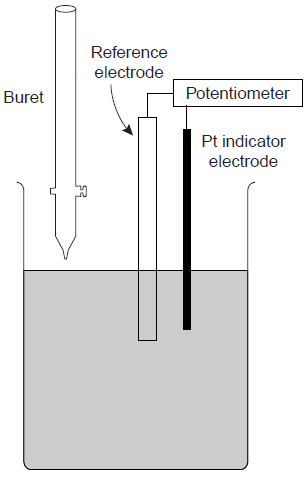 Reference
electrode
Buret
Potentiometer
Pt indicator
electrode